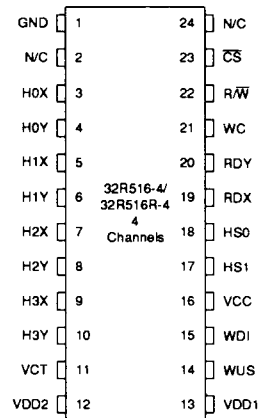 GND 1 24 N/C
N/C 2 23 C̅S̅
H0X 3 22 R/W̅
H0Y 4 21 WC
H1X 5 20 RDY
H1Y 6 19 RDX
32R516-4/
32R516R-4
4
Channels
H2X 7 18 HS0
H2Y 8 17 HS1
H3X 9 16 VCC
H3Y 10 15 WDI
VCT 11 14 WUS
VDD2 12 13 VDD1